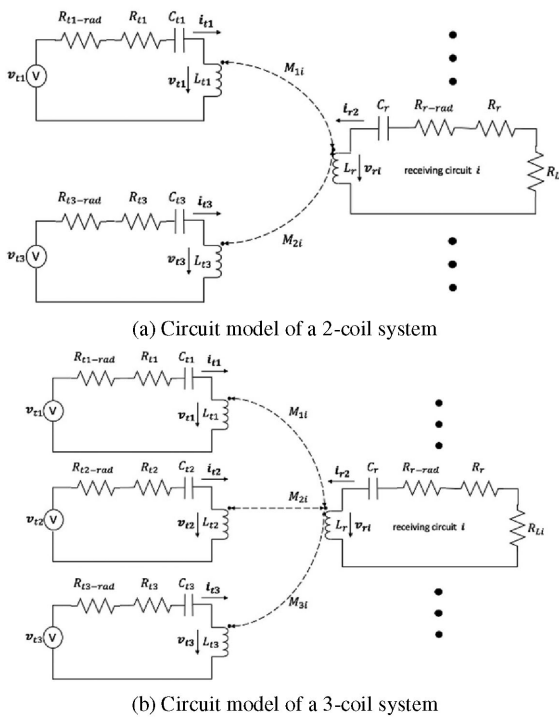 R_{t1-rad} R_{t1} C_{t1} i_{t1}
v_{t1} V v_{t1} L_{t1}
M_{1i}
i_{r2} C_r R_{r-rad} R_r
L_r v_{ri} receiving circuit i R_L
R_{t3-rad} R_{t3} C_{t3} i_{t3}
M_{2i}
v_{t3} V v_{t3} L_{t3}
(a) Circuit model of a 2-coil system
R_{t1-rad} R_{t1} C_{t1} i_{t1}
v_{t1} V v_{t1} L_{t1}
M_{1i}
R_{t2-rad} R_{t2} C_{t2} i_{t2}
M_{2i}
i_{r2} C_r R_{r-rad} R_r
v_{t2} V v_{t2} L_{t2}
L_r v_{ri} receiving circuit i R_{Li}
R_{t3-rad} R_{t3} C_{t3} i_{t3}
M_{3i}
v_{t3} V v_{t3} L_{t3}
(b) Circuit model of a 3-coil system